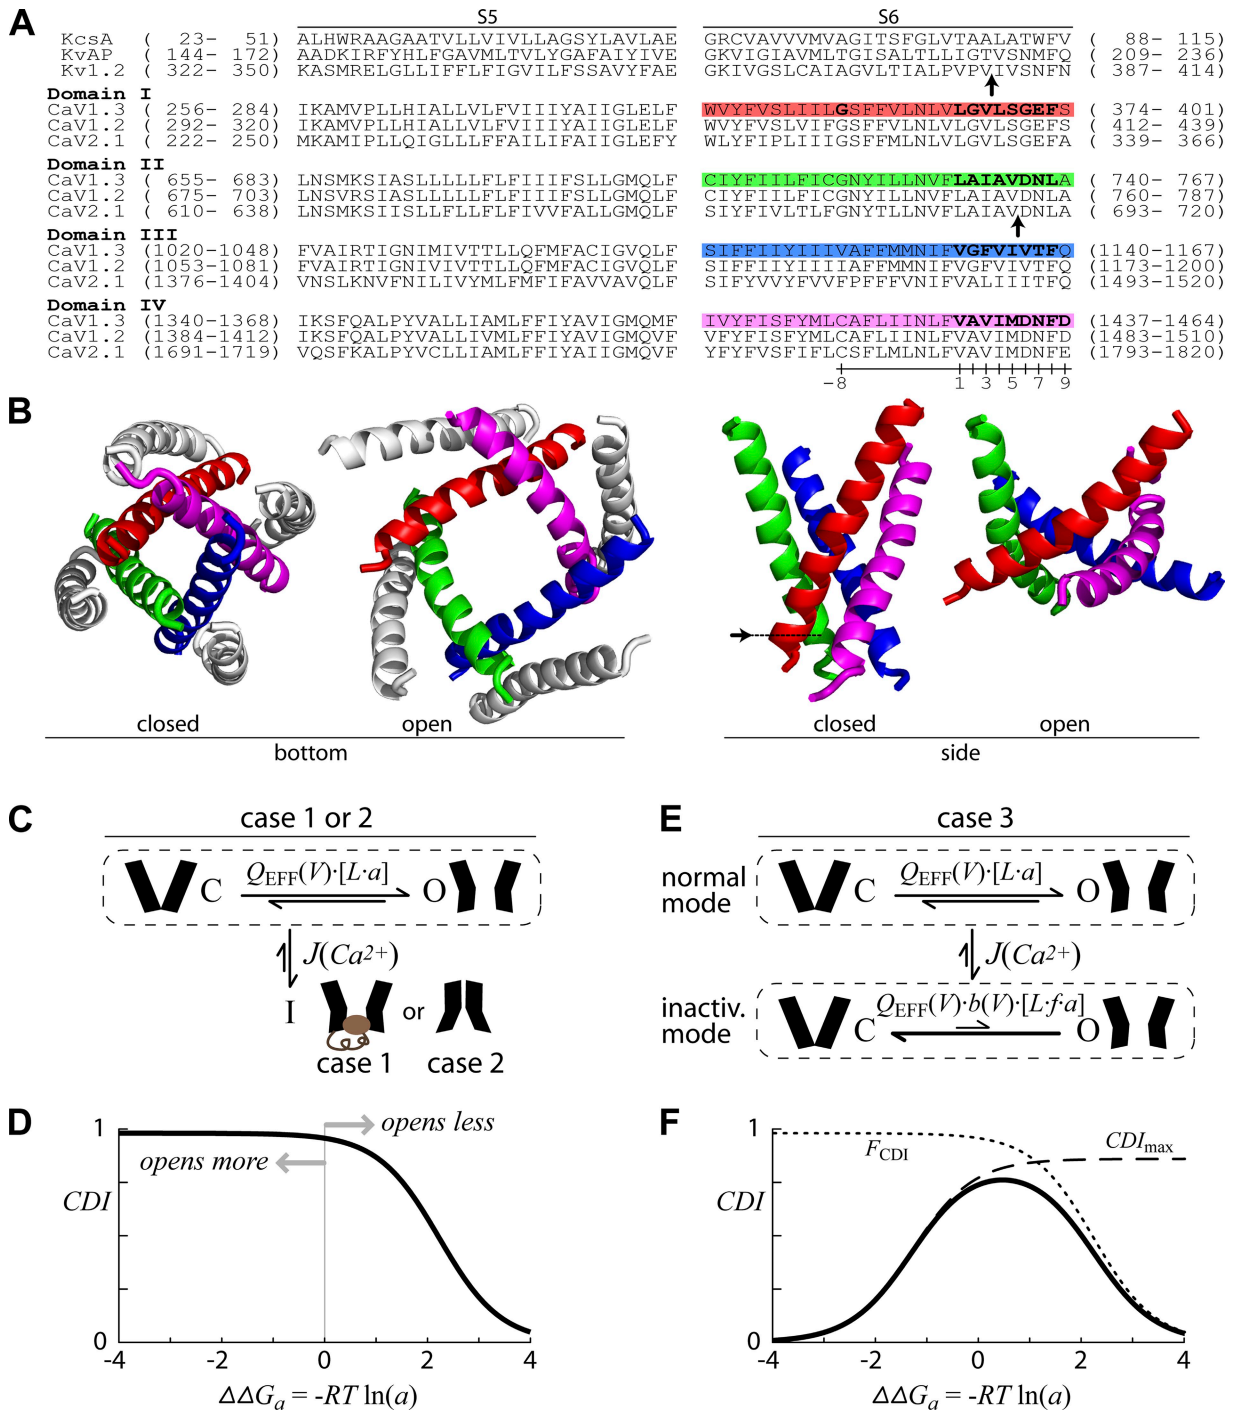 A
S5 S6
KcsA ( 23- 51) ALHWRAAGAATVLLVIVLLAGSYLAVLAE GRCVAVVVMVAGITSFGLVTAALATWFV ( 88- 115)
KvAP ( 144- 172) AADKIRFYHLFGAVMLTVLYGAFAIYIVE GKVIGIAVMLTGISALTLLIGTVSNMFQ ( 209- 236)
Kv1.2 ( 322- 350) KASMRELGLLIFFLFIGVILFSSAVYFAE GKIVGSLCAIAGVLTIALPVPVIVSNFN ( 387- 414)
Domain I
CaV1.3 ( 256- 284) IKAMVPLLHIALLVLFVIIIYAIIGLELF WVYFVSLIILGSFFVLNLVLGVLSGEFS ( 374- 401)
CaV1.2 ( 292- 320) IKAMVPLLHIALLVLFVIIIYAIIGLELF WVYFVSLVIFGSFFVLNLVLGVLSGEFS ( 412- 439)
CaV2.1 ( 222- 250) MKAMIPLLQIGLLLFFAILIFAIIGLEFY WLYFIPLIIIGSFFMLNLVLGVLSGEFA ( 339- 366)
Domain II
CaV1.3 ( 655- 683) LNSMKSIASLLLLLFLFIIIFSLLGMQLF CIYFIILFICGNYILLNVFLAIAVDNLA ( 740- 767)
CaV1.2 ( 675- 703) LNSVRSIASLLLLLFLFIIIFSLLGMQLF CIYFIILFICGNYILLNVFLAIAVDNLA ( 760- 787)
CaV2.1 ( 610- 638) LNSMKSIISLLFLLFLFIVVFALLGMQLF SIYFIVLTLFGNYTLLNVFLAIAVDNLA ( 693- 720)
Domain III
CaV1.3 (1020-1048) FVAIRTIGNIMIVTTLLQFMFACIGVQLF SIFFIIYIIIVAFFMMNIFVGFVIVTFQ (1140-1167)
CaV1.2 (1053-1081) FVAIRTIGNIVIVTTLLQFMFACIGVQLF SIFFIIYIIIIAFFMMNIFVGFVIVTFQ (1173-1200)
CaV2.1 (1376-1404) VNSLKNVFNILIVYMLFMFIFAVVAVQLF SIFYVVYFVVFPFFFVNIFVALIIITFQ (1493-1520)
Domain IV
CaV1.3 (1340-1368) IKSFQALPYVALLIAMLFFIYAVIGMQMF IVYFISFYMLCAFLIINLFVAVIMDNFD (1437-1464)
CaV1.2 (1384-1412) IKSFQALPYVALLIVMLFFIYAVIGMQVF VFYFISFYMLCAFLIINLFVAVIMDNFD (1483-1510)
CaV2.1 (1691-1719) VQSFKALPYVCLLIAMLFFIYAIIGMQVF YFYFVSFIFLCSFLMLNLFVAVIMDNFE (1793-1820)
-8 1 3 5 7 9
B
closed open closed open
bottom side
C
case 1 or 2
C Q_EFF(V)·[L·a] O
J(Ca²⁺)
I or
case 1 case 2
E
case 3
normal mode
C Q_EFF(V)·[L·a] O
J(Ca²⁺)
inactiv. mode
C Q_EFF(V)·b(V)·[L·f·a] O
D
1
opens less
opens more
CDI
0
-4 -2 0 2 4
ΔΔG_a = -RT ln(a)
F
1
F_CDI CDI_max
CDI
0
-4 -2 0 2 4
ΔΔG_a = -RT ln(a)